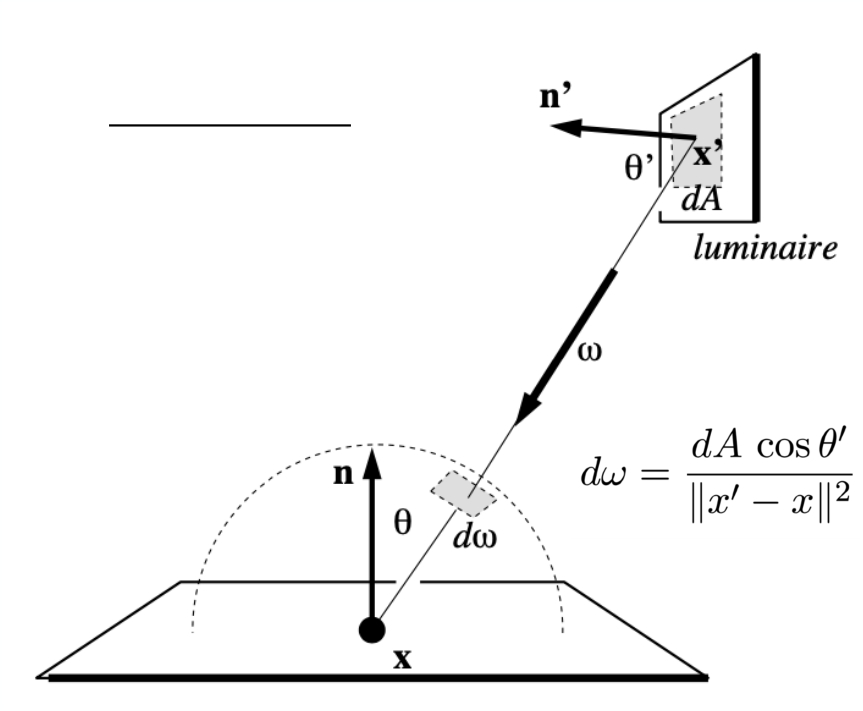 n’
x’
θ’
dA
luminaire
ω
dω = dA cos θ′ / ‖x′ − x‖²
n
θ
dω
x